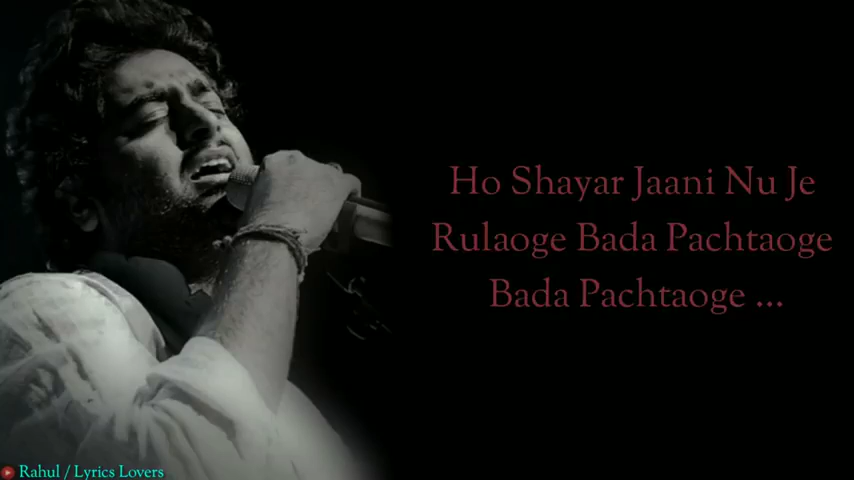 Ho Shayar Jaani Nu Je
Rulaoge Bada Pachtaoge
Bada Pachtaoge ...
Rahul / Lyrics Lovers